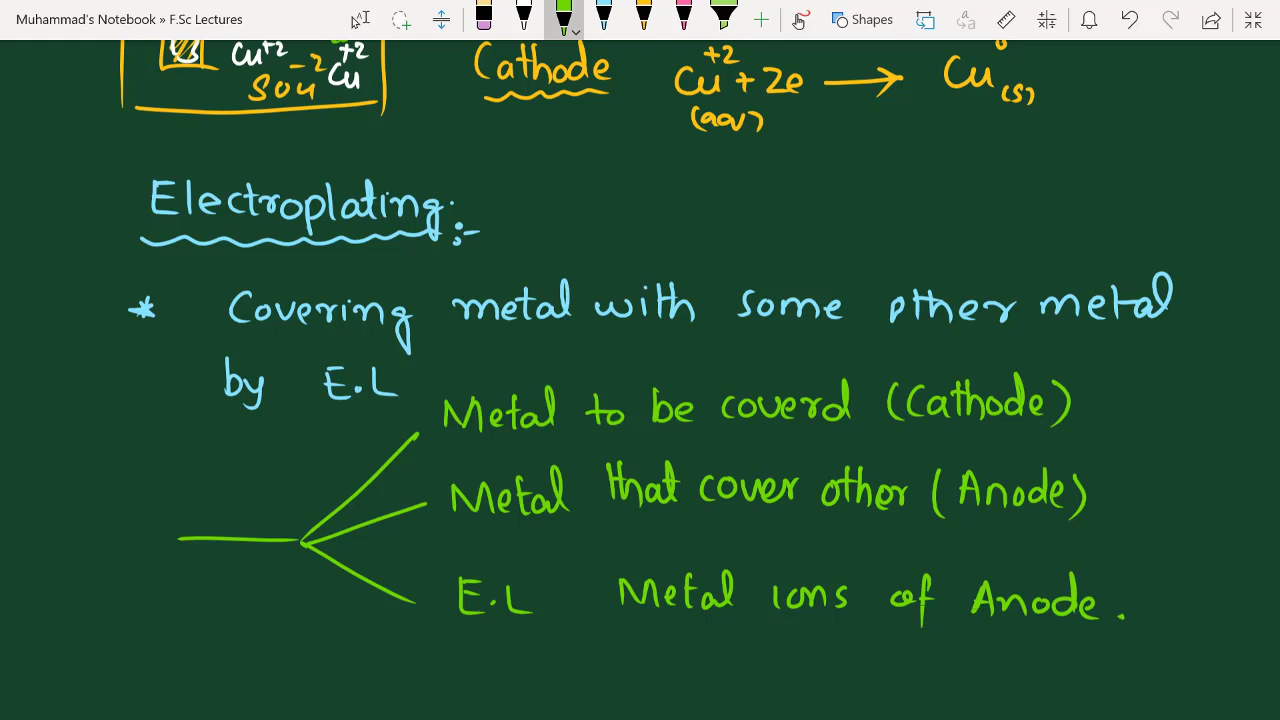 Muhammad's Notebook » F.Sc Lectures
Shapes
Cu+2 +2
Cu
SO4 -2
Cathode Cu+2 + 2e → Cu° (s)
(aq)
Electroplating:-
* Covering metal with some other metal
by E.L
Metal to be coverd (Cathode)
Metal that cover other (Anode)
E.L Metal ions of Anode.